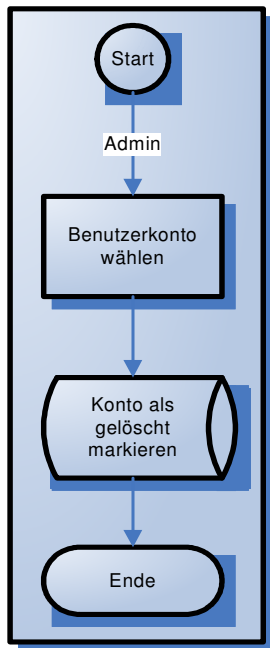 Start
Admin
Benutzerkonto
wählen
Konto als
gelöscht
markieren
Ende